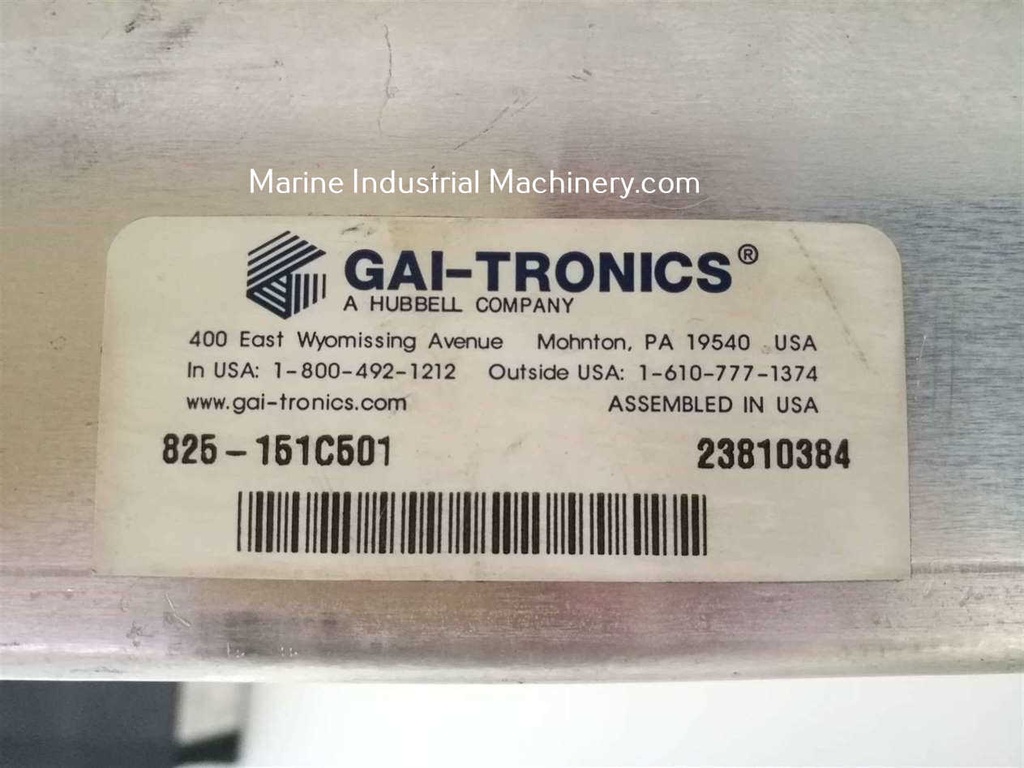 Marine Industrial Machinery.com
GAI-TRONICS®
A HUBBELL COMPANY
400 East Wyomissing Avenue Mohnton, PA 19540 USA
In USA: 1-800-492-1212 Outside USA: 1-610-777-1374
www.gai-tronics.com ASSEMBLED IN USA
825-151C501 23810384